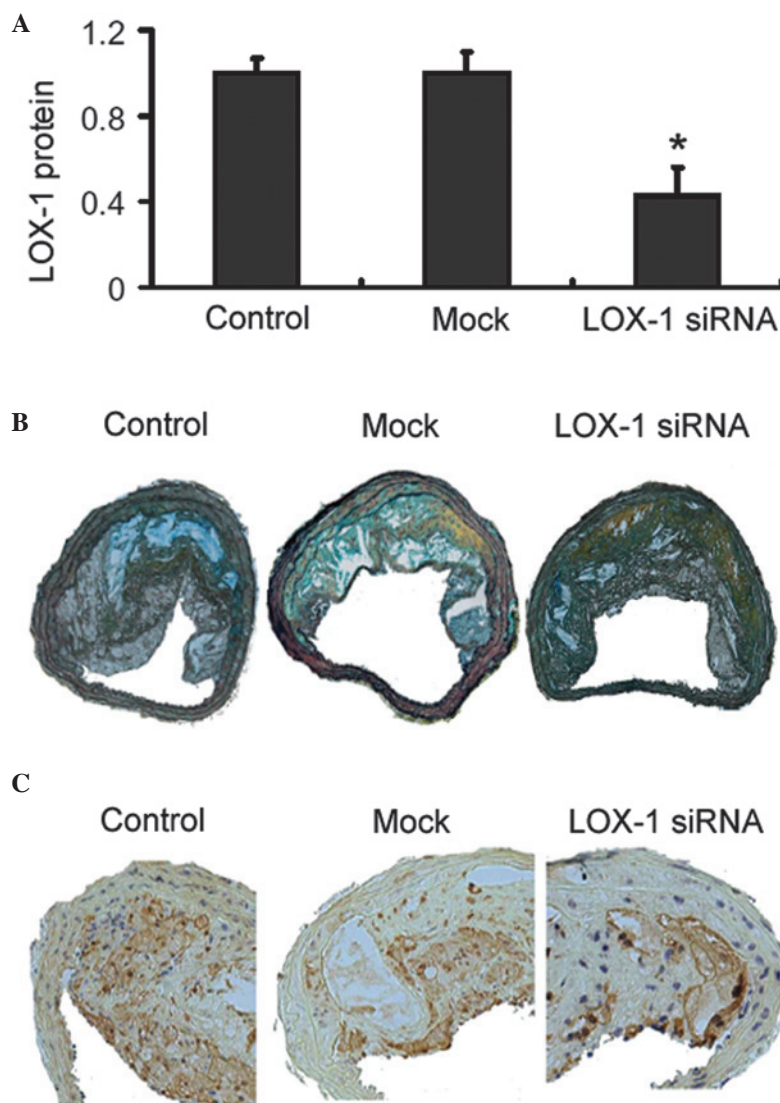 A
LOX-1 protein
1.2
0.8
0.4
0
*
Control Mock LOX-1 siRNA
B
Control Mock LOX-1 siRNA
C
Control Mock LOX-1 siRNA